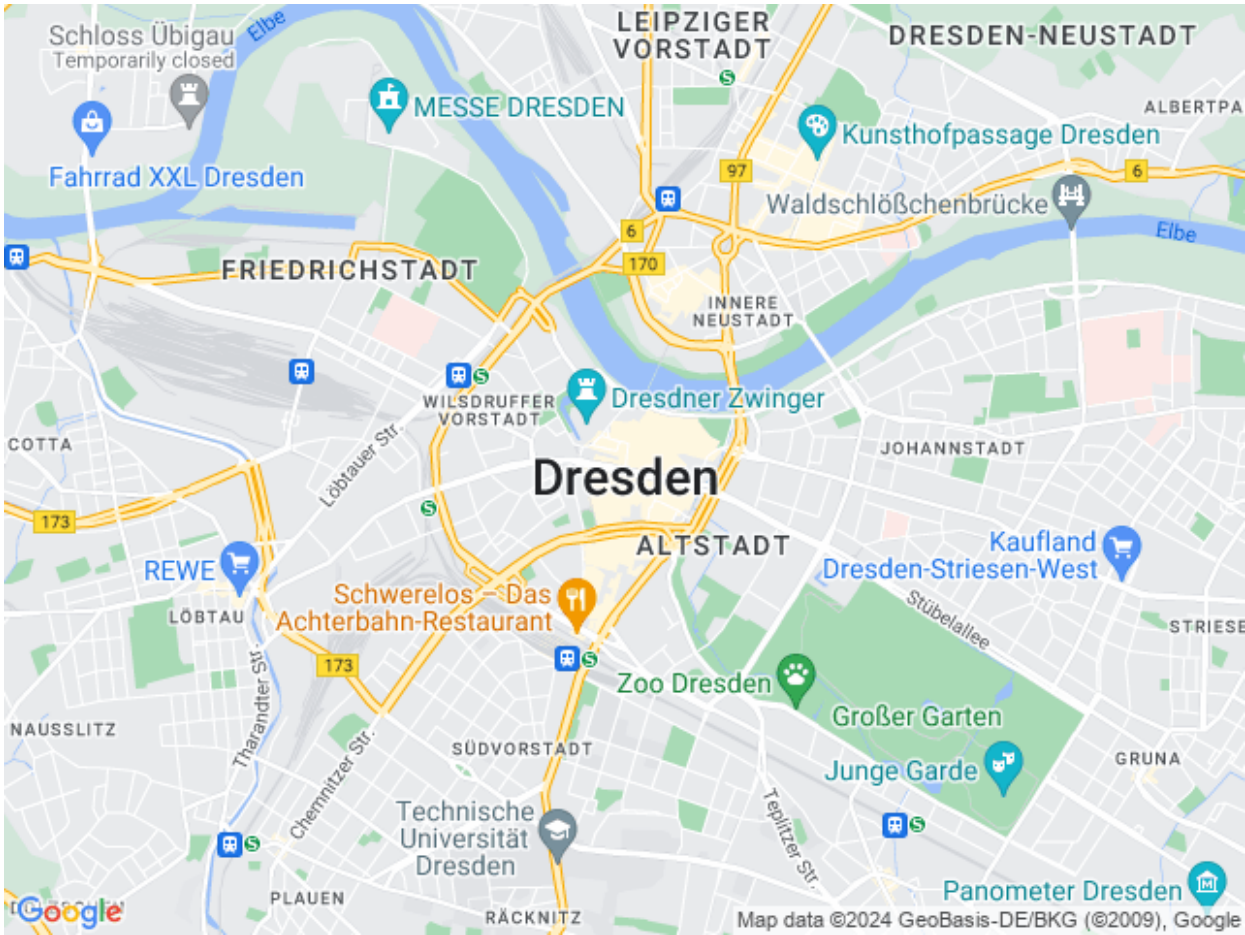 Schloss Übigau
Temporarily closed
Elbe
LEIPZIGER
VORSTADT
DRESDEN-NEUSTADT
S
MESSE DRESDEN
ALBERTPA
Kunsthofpassage Dresden
Fahrrad XXL Dresden
97
6
Waldschlößchenbrücke
6
Elbe
170
FRIEDRICHSTADT
INNERE
NEUSTADT
S
WILSDRUFFER
VORSTADT
Dresdner Zwinger
COTTA
Löbtauer Str.
JOHANNSTADT
Dresden
S
173
ALTSTADT
Kaufland
Dresden-Striesen-West
REWE
Schwerelos – Das
Achterbahn-Restaurant
LÖBTAU
Stübelallee
STRIESE
173
S
Zoo Dresden
Tharandter Str.
Großer Garten
NAUSSLITZ
SÜDVORSTADT
GRUNA
Junge Garde
Chemnitzer Str.
Technische
Universität
Dresden
Teplitzer Str.
S
S
PLAUEN
Panometer Dresden
Google
RÄCKNITZ
Map data ©2024 GeoBasis-DE/BKG (©2009), Google